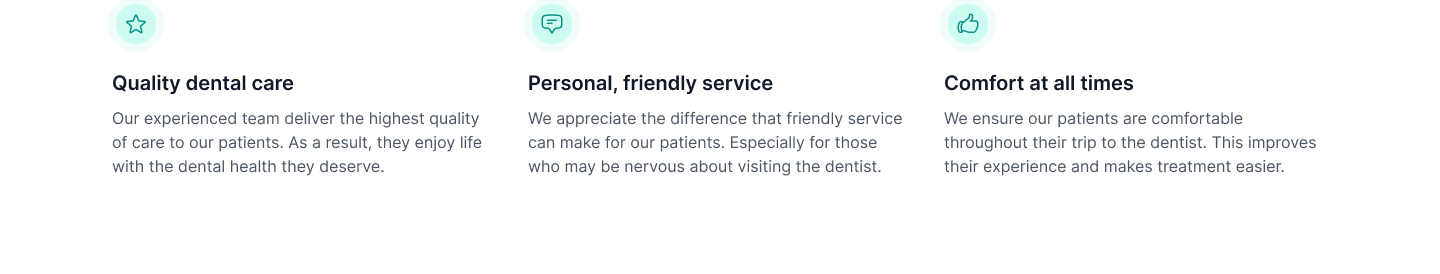 Quality dental care
Our experienced team deliver the highest quality
of care to our patients. As a result, they enjoy life
with the dental health they deserve.
Personal, friendly service
We appreciate the difference that friendly service
can make for our patients. Especially for those
who may be nervous about visiting the dentist.
Comfort at all times
We ensure our patients are comfortable
throughout their trip to the dentist. This improves
their experience and makes treatment easier.